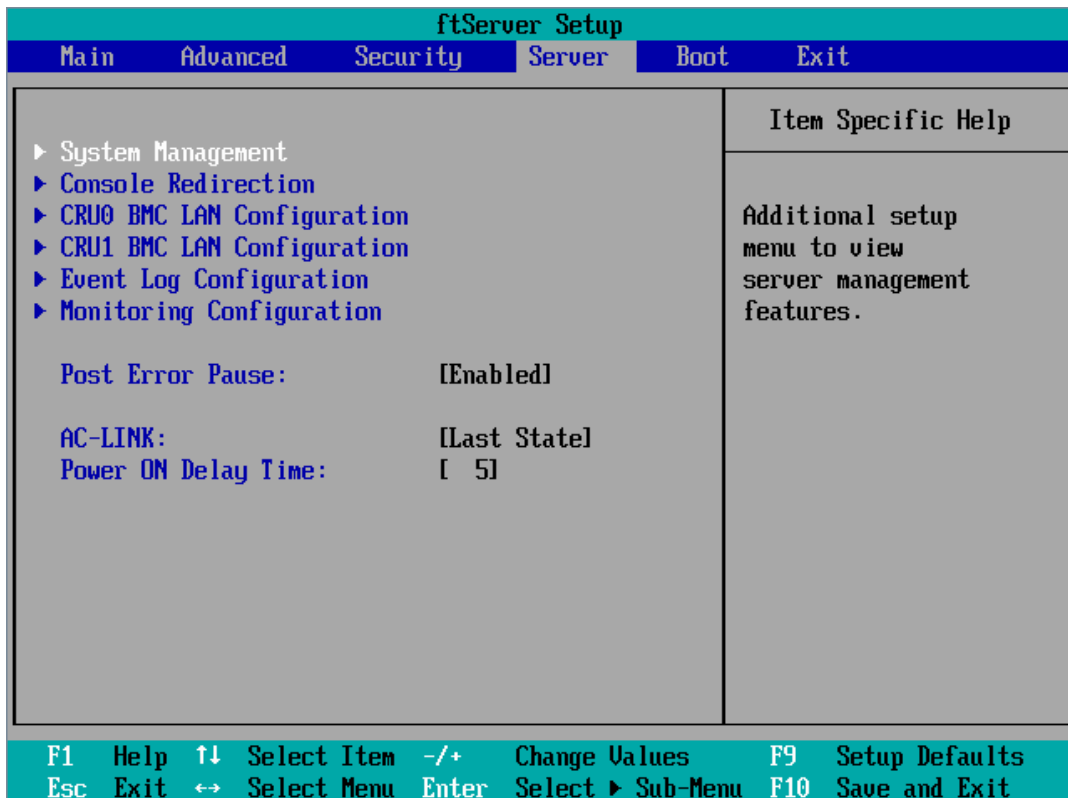 ftServer Setup
Main Advanced Security Server Boot Exit
Item Specific Help
▶ System Management
▶ Console Redirection
▶ CRU0 BMC LAN Configuration
▶ CRU1 BMC LAN Configuration
▶ Event Log Configuration
▶ Monitoring Configuration
Post Error Pause: [Enabled]
AC-LINK: [Last State]
Power ON Delay Time: [ 5]
Additional setup
menu to view
server management
features.
F1 Help ↑↓ Select Item -/+ Change Values F9 Setup Defaults
Esc Exit ↔ Select Menu Enter Select ▶ Sub-Menu F10 Save and Exit